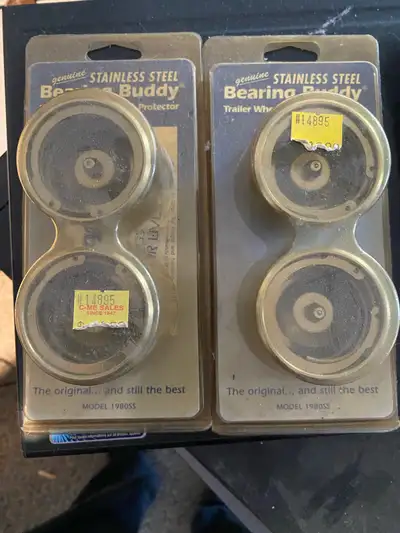 genuine STAINLESS STEEL
Bearing Buddy®
Protector
#14895
C-ME SALES
SINCE 1947
The original... and still the best
MODEL 1980SS
genuine STAINLESS STEEL
Bearing Buddy®
Trailer Whe
#14895
The original... and still the best
MODEL 1980SS